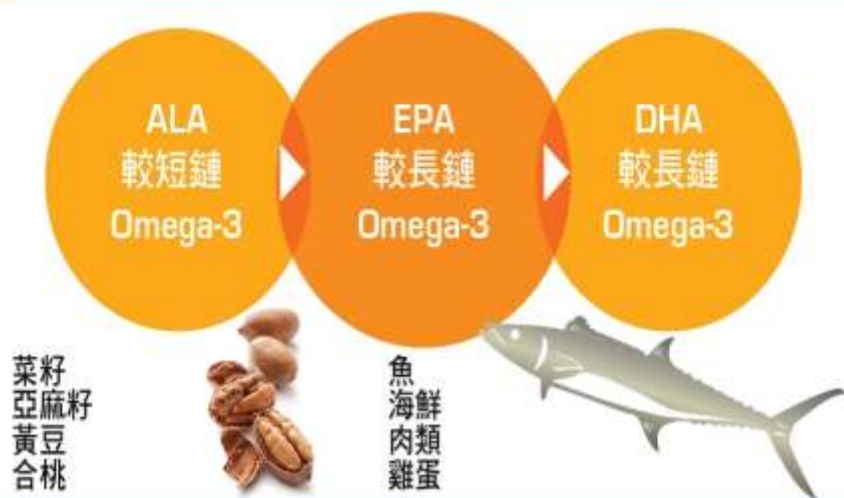 ALA
較短鏈
Omega-3
EPA
較長鏈
Omega-3
DHA
較長鏈
Omega-3
菜籽
亞麻籽
黃豆
合桃
魚
海鮮
肉類
雞蛋